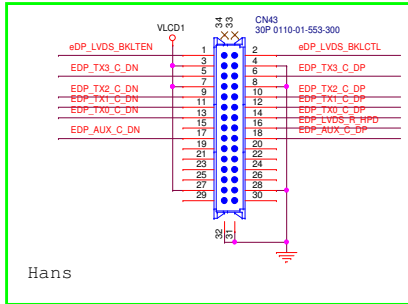 34 33
CN43
30P 0110-01-553-300
VLCD1
eDP_LVDS_BKLTEN 1 2 eDP_LVDS_BKLCTL
3 4
EDP_TX3_C_DN 5 6 EDP_TX3_C_DP
7 8
EDP_TX2_C_DN 9 10 EDP_TX2_C_DP
EDP_TX1_C_DN 11 12 EDP_TX1_C_DP
EDP_TX0_C_DN 13 14 EDP_TX0_C_DP
15 16 EDP_LVDS_R_HPD
EDP_AUX_C_DN 17 18 EDP_AUX_C_DP
19 20
21 22
23 24
25 26
27 28
29 30
32 31
Hans